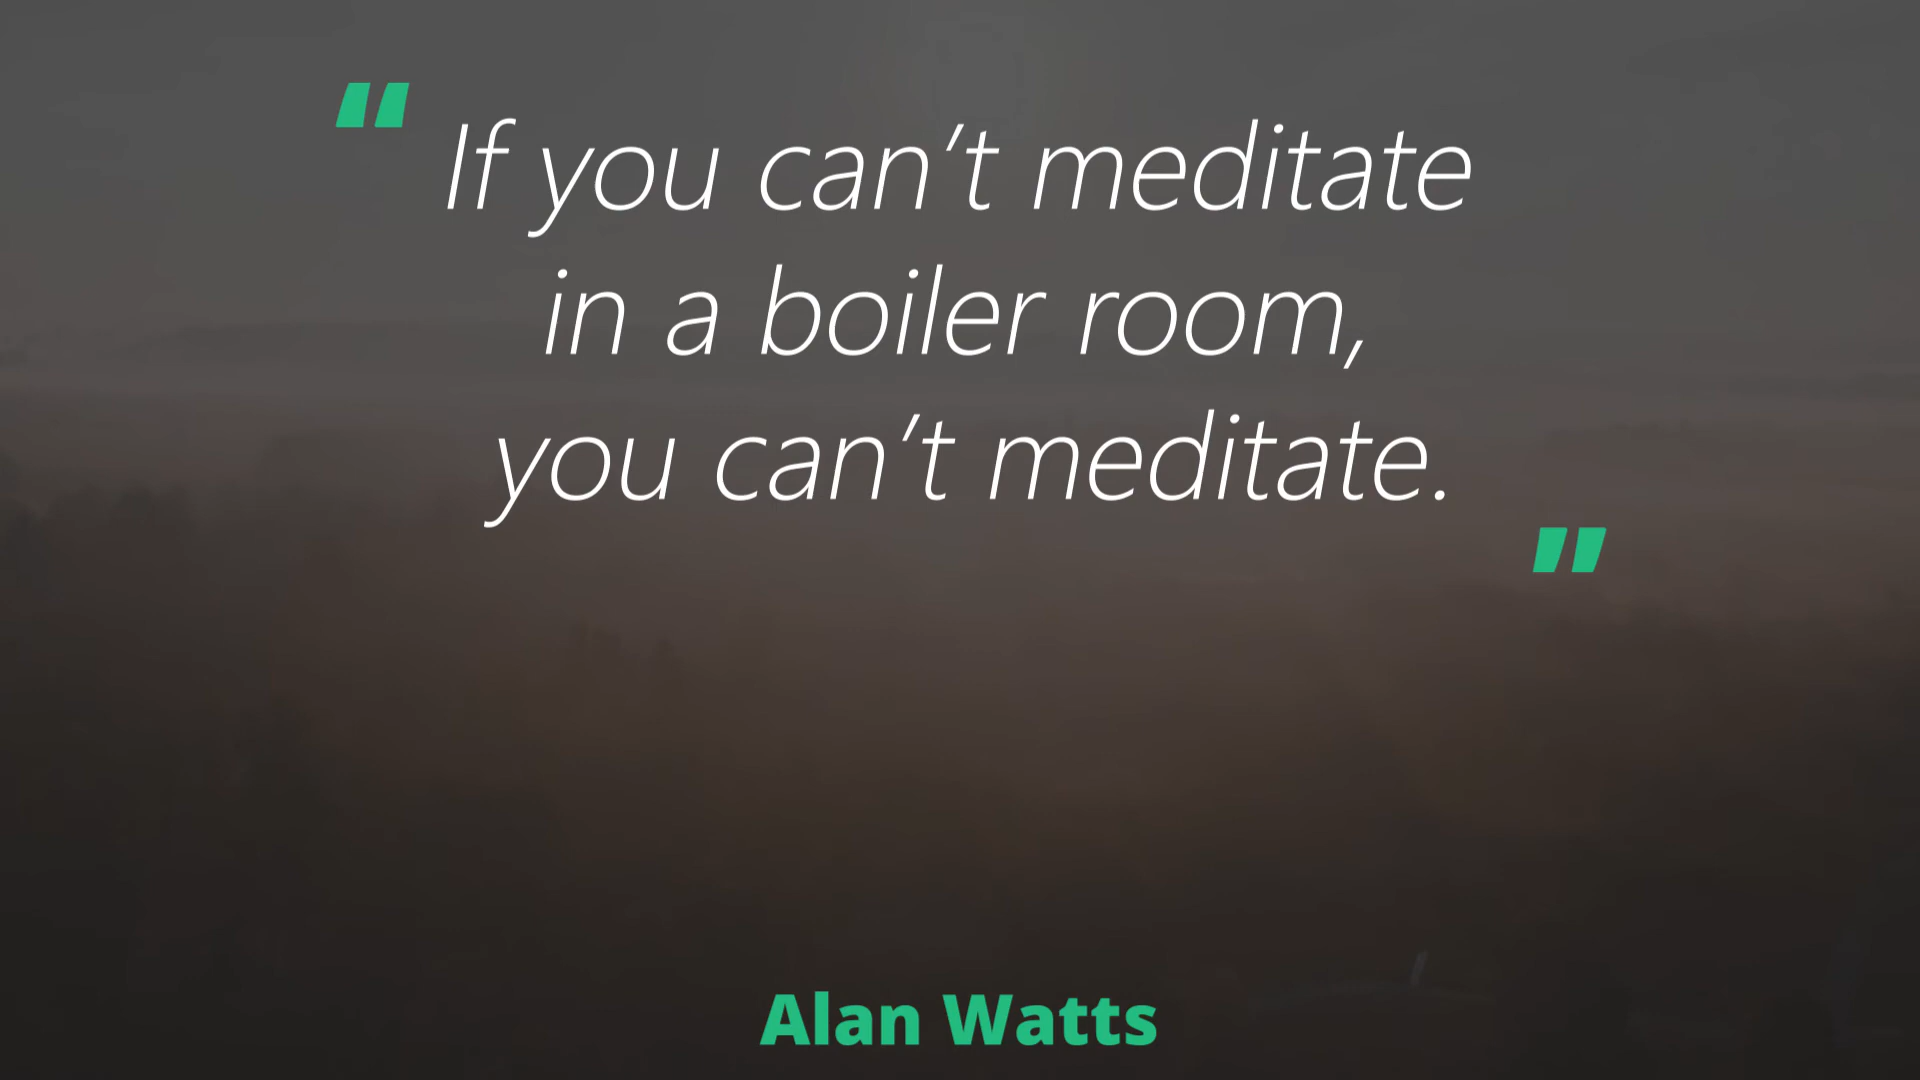 “If you can’t meditate
in a boiler room,
you can’t meditate.”
Alan Watts